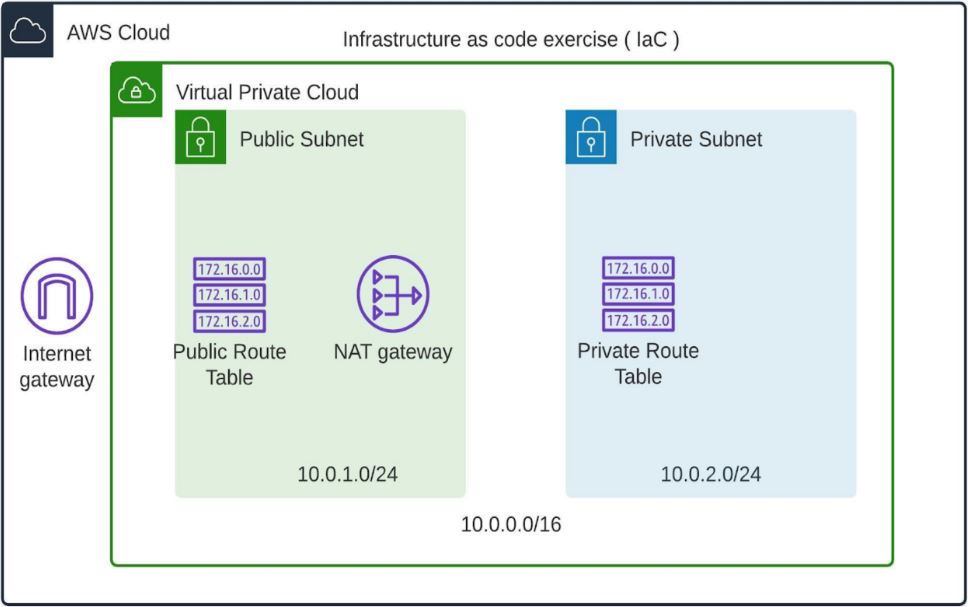 AWS Cloud
Infrastructure as code exercise ( IaC )
Virtual Private Cloud
Public Subnet
Private Subnet
172.16.0.0
172.16.1.0
172.16.2.0
172.16.0.0
172.16.1.0
172.16.2.0
Internet
gateway
Public Route
Table
NAT gateway
Private Route
Table
10.0.1.0/24
10.0.2.0/24
10.0.0.0/16